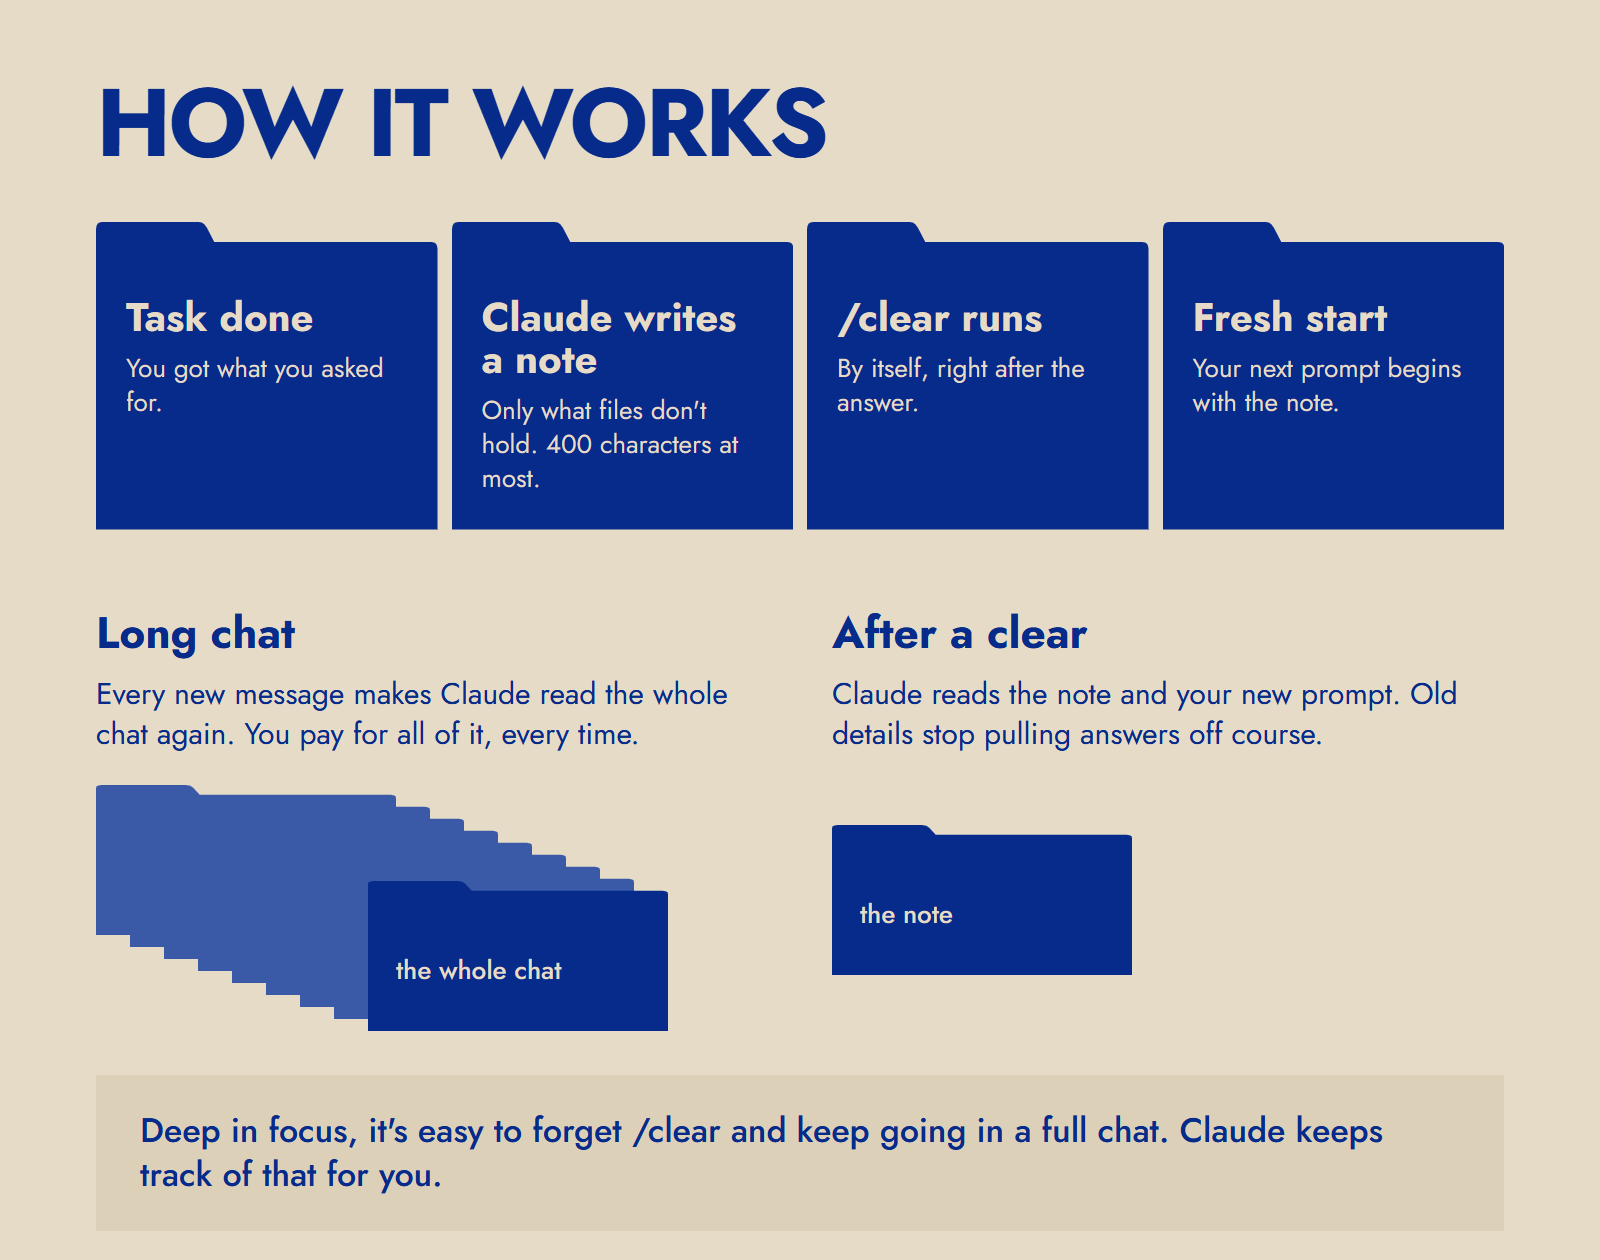 HOW IT WORKS
Task done
You got what you asked
for.
Claude writes
a note
Only what files don't
hold. 400 characters at
most.
/clear runs
By itself, right after the
answer.
Fresh start
Your next prompt begins
with the note.
Long chat
Every new message makes Claude read the whole
chat again. You pay for all of it, every time.
the whole chat
After a clear
Claude reads the note and your new prompt. Old
details stop pulling answers off course.
the note
Deep in focus, it's easy to forget /clear and keep going in a full chat. Claude keeps
track of that for you.